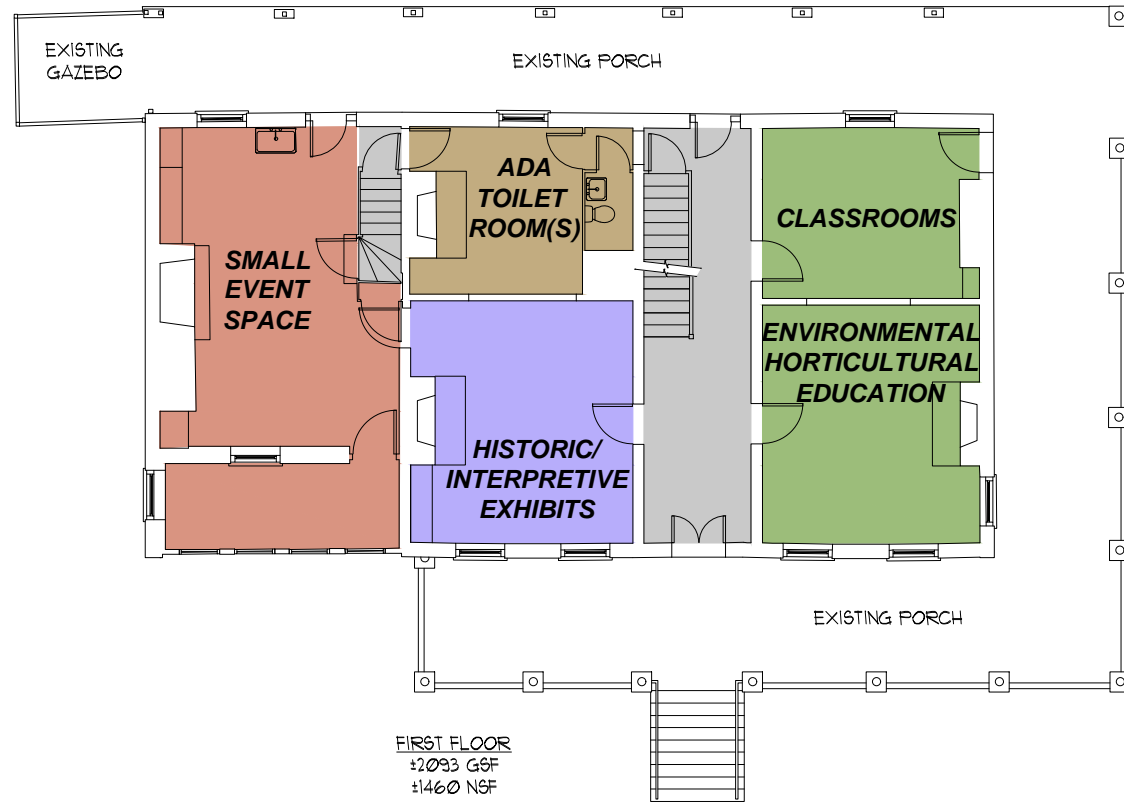 EXISTING
GAZEBO
EXISTING PORCH
ADA
TOILET
ROOM(S)
CLASSROOMS
SMALL
EVENT
SPACE
ENVIRONMENTAL
HORTICULTURAL
EDUCATION
HISTORIC/
INTERPRETIVE
EXHIBITS
EXISTING PORCH
FIRST FLOOR
±2093 GSF
±1460 NSF